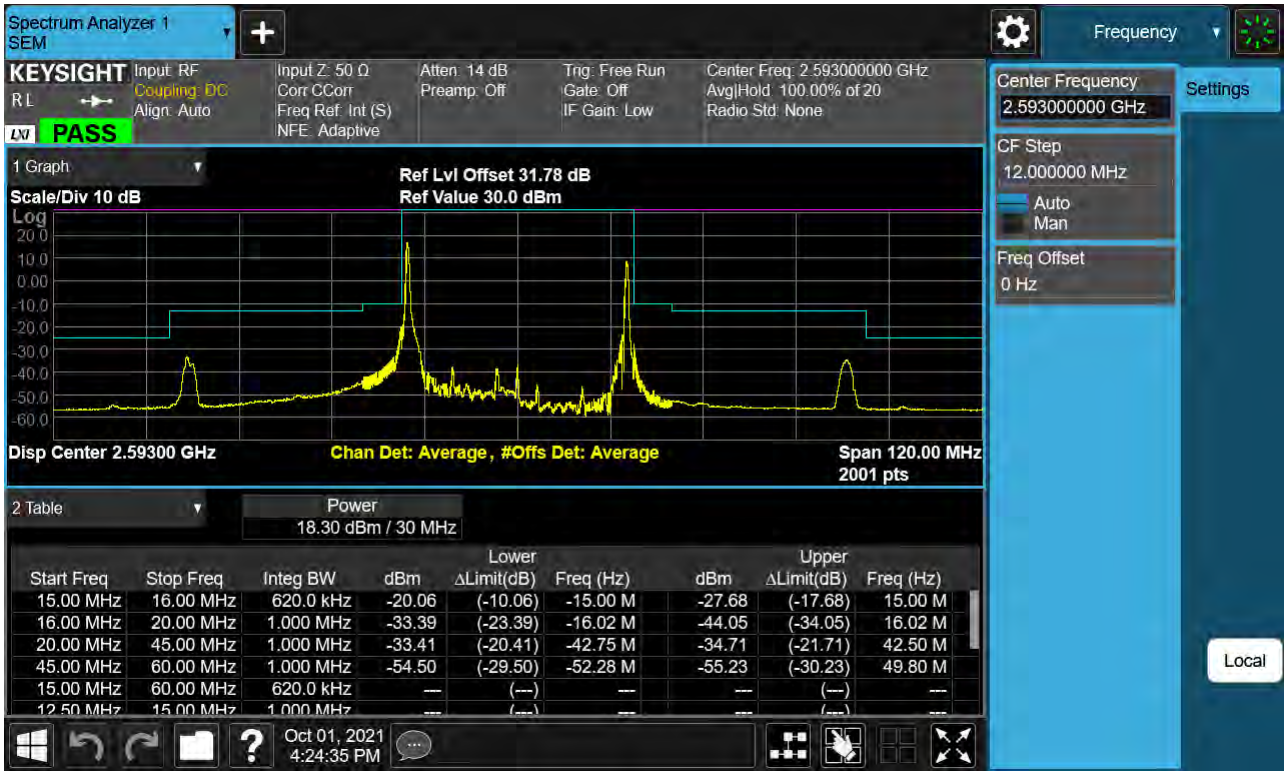 Spectrum Analyzer 1
SEM
Frequency
KEYSIGHT
RL
LXI
PASS
Input: RF
Coupling: DC
Align: Auto
Input Z: 50 Ω
Corr CCorr
Freq Ref: Int (S)
NFE: Adaptive
Atten: 14 dB
Preamp: Off
Trig: Free Run
Gate: Off
IF Gain: Low
Center Freq: 2.593000000 GHz
Avg|Hold: 100.00% of 20
Radio Std: None
Center Frequency
2.593000000 GHz
Settings
CF Step
12.000000 MHz
Auto
Man
Freq Offset
0 Hz
Local
1 Graph
Ref Lvl Offset 31.78 dB
Scale/Div 10 dB
Ref Value 30.0 dBm
Log
20.0
10.0
0.00
-10.0
-20.0
-30.0
-40.0
-50.0
-60.0
Disp Center 2.59300 GHz
Chan Det: Average, #Offs Det: Average
Span 120.00 MHz
2001 pts
2 Table
Power
18.30 dBm / 30 MHz
Lower Upper
Start Freq Stop Freq Integ BW dBm ΔLimit(dB) Freq (Hz) dBm ΔLimit(dB) Freq (Hz)
15.00 MHz 16.00 MHz 620.0 kHz -20.06 (-10.06) -15.00 M -27.68 (-17.68) 15.00 M
16.00 MHz 20.00 MHz 1.000 MHz -33.39 (-23.39) -16.02 M -44.05 (-34.05) 16.02 M
20.00 MHz 45.00 MHz 1.000 MHz -33.41 (-20.41) -42.75 M -34.71 (-21.71) 42.50 M
45.00 MHz 60.00 MHz 1.000 MHz -54.50 (-29.50) -52.28 M -55.23 (-30.23) 49.80 M
15.00 MHz 60.00 MHz 620.0 kHz --- (---) --- --- (---) ---
12.50 MHz 15.00 MHz 1.000 MHz --- (---) --- --- (---) ---
Oct 01, 2021
4:24:35 PM